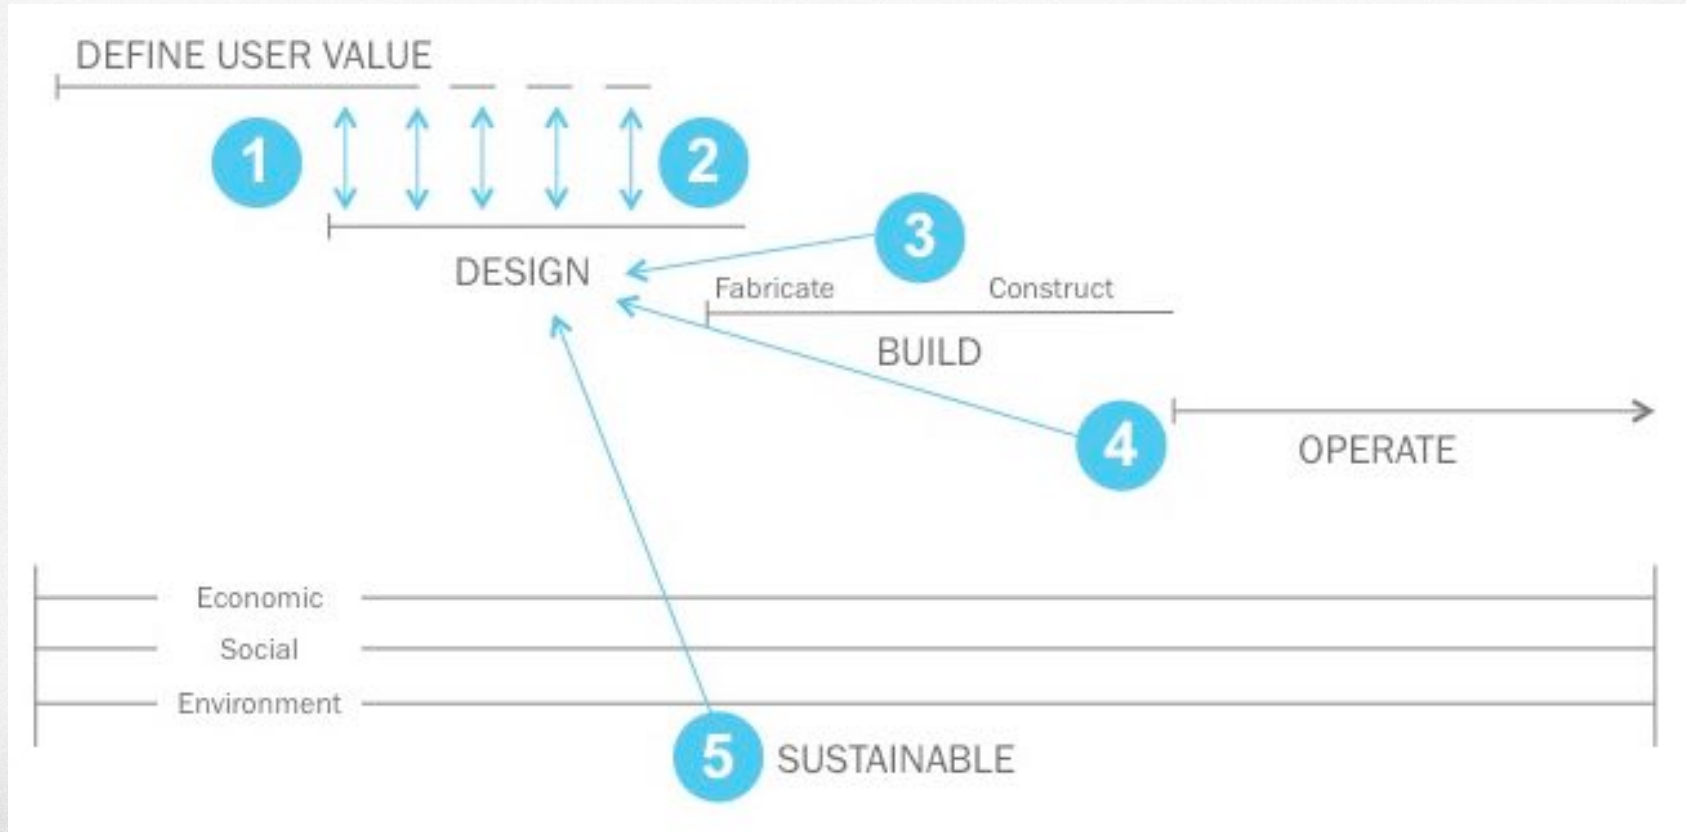 DEFINE USER VALUE
1
2
3
DESIGN
Fabricate
Construct
BUILD
4
OPERATE
Economic
Social
Environment
5
SUSTAINABLE